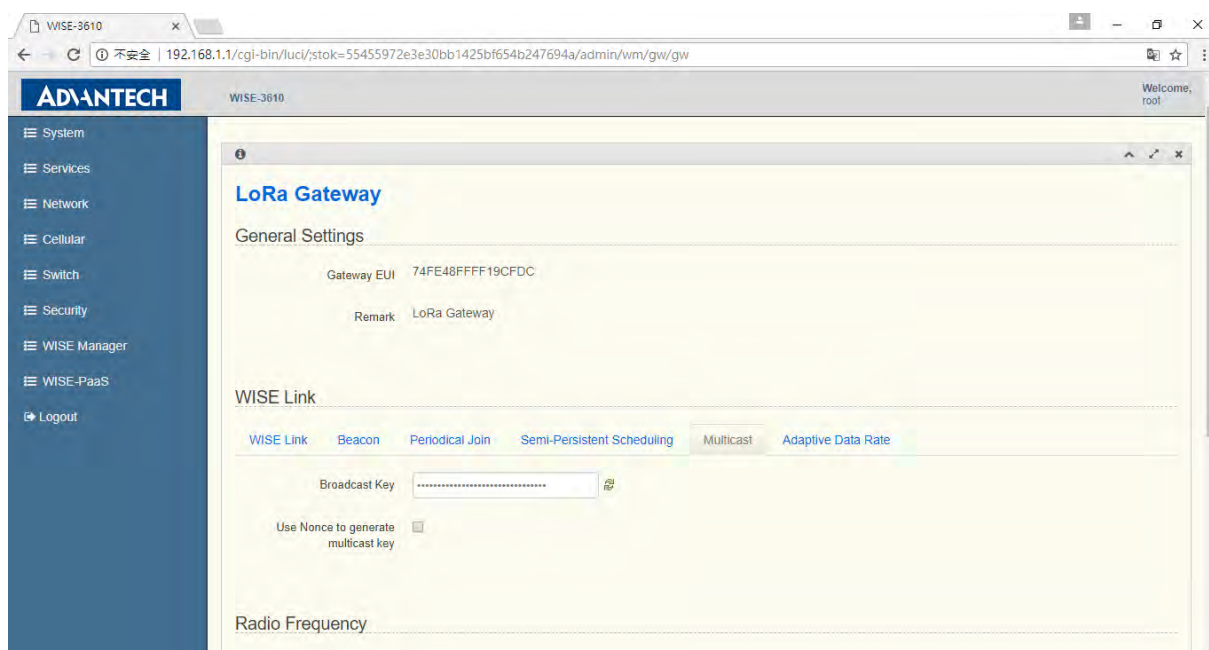 WISE-3610
不安全 | 192.168.1.1/cgi-bin/luci/;stok=55455972e3e30bb1425bf654b247694a/admin/wm/gw/gw
ADVANTECH
WISE-3610
Welcome,
root
System
Services
Network
Cellular
Switch
Security
WISE Manager
WISE-PaaS
Logout
LoRa Gateway
General Settings
Gateway EUI 74FE48FFFF19CFDC
Remark LoRa Gateway
WISE Link
WISE Link Beacon Periodical Join Semi-Persistent Scheduling Multicast Adaptive Data Rate
Broadcast Key ••••••••••••••••••••••••••••••••
Use Nonce to generate
multicast key
Radio Frequency